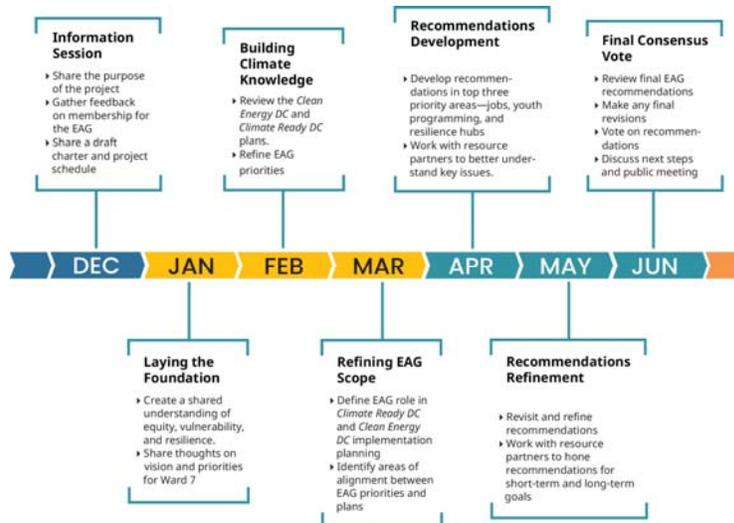 Information
Session
Share the purpose
of the project
Gather feedback
on membership for
the EAG
Share a draft
charter and project
schedule
Building
Climate
Knowledge
Review the Clean
Energy DC and
Climate Ready DC
plans.
Refine EAG
priorities
Recommendations
Development
Develop recommen-
dations in top three
priority areas—jobs, youth
programming, and
resilience hubs
Work with resource
partners to better under-
stand key issues.
Final Consensus
Vote
Review final EAG
recommendations
Make any final
revisions
Vote on recommen-
dations
Discuss next steps
and public meeting
DEC JAN FEB MAR APR MAY JUN
Laying the
Foundation
Create a shared
understanding of
equity, vulnerability,
and resilience.
Share thoughts on
vision and priorities
for Ward 7
Refining EAG
Scope
Define EAG role in
Climate Ready DC
and Clean Energy
DC implementation
planning
Identify areas of
alignment between
EAG priorities and
plans
Recommendations
Refinement
Revisit and refine
recommendations
Work with resource
partners to hone
recommendations for
short-term and long-term
goals